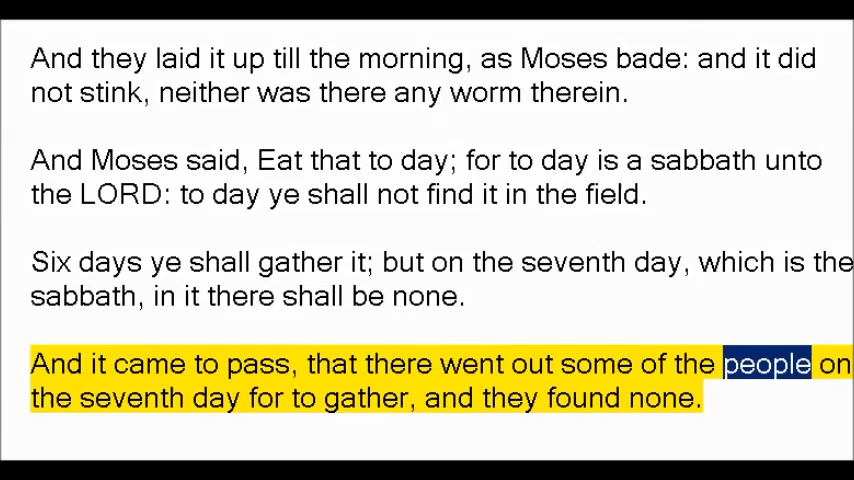 And they laid it up till the morning, as Moses bade: and it did
not stink, neither was there any worm therein.
And Moses said, Eat that to day; for to day is a sabbath unto
the LORD: to day ye shall not find it in the field.
Six days ye shall gather it; but on the seventh day, which is the
sabbath, in it there shall be none.
And it came to pass, that there went out some of the people on
the seventh day for to gather, and they found none.